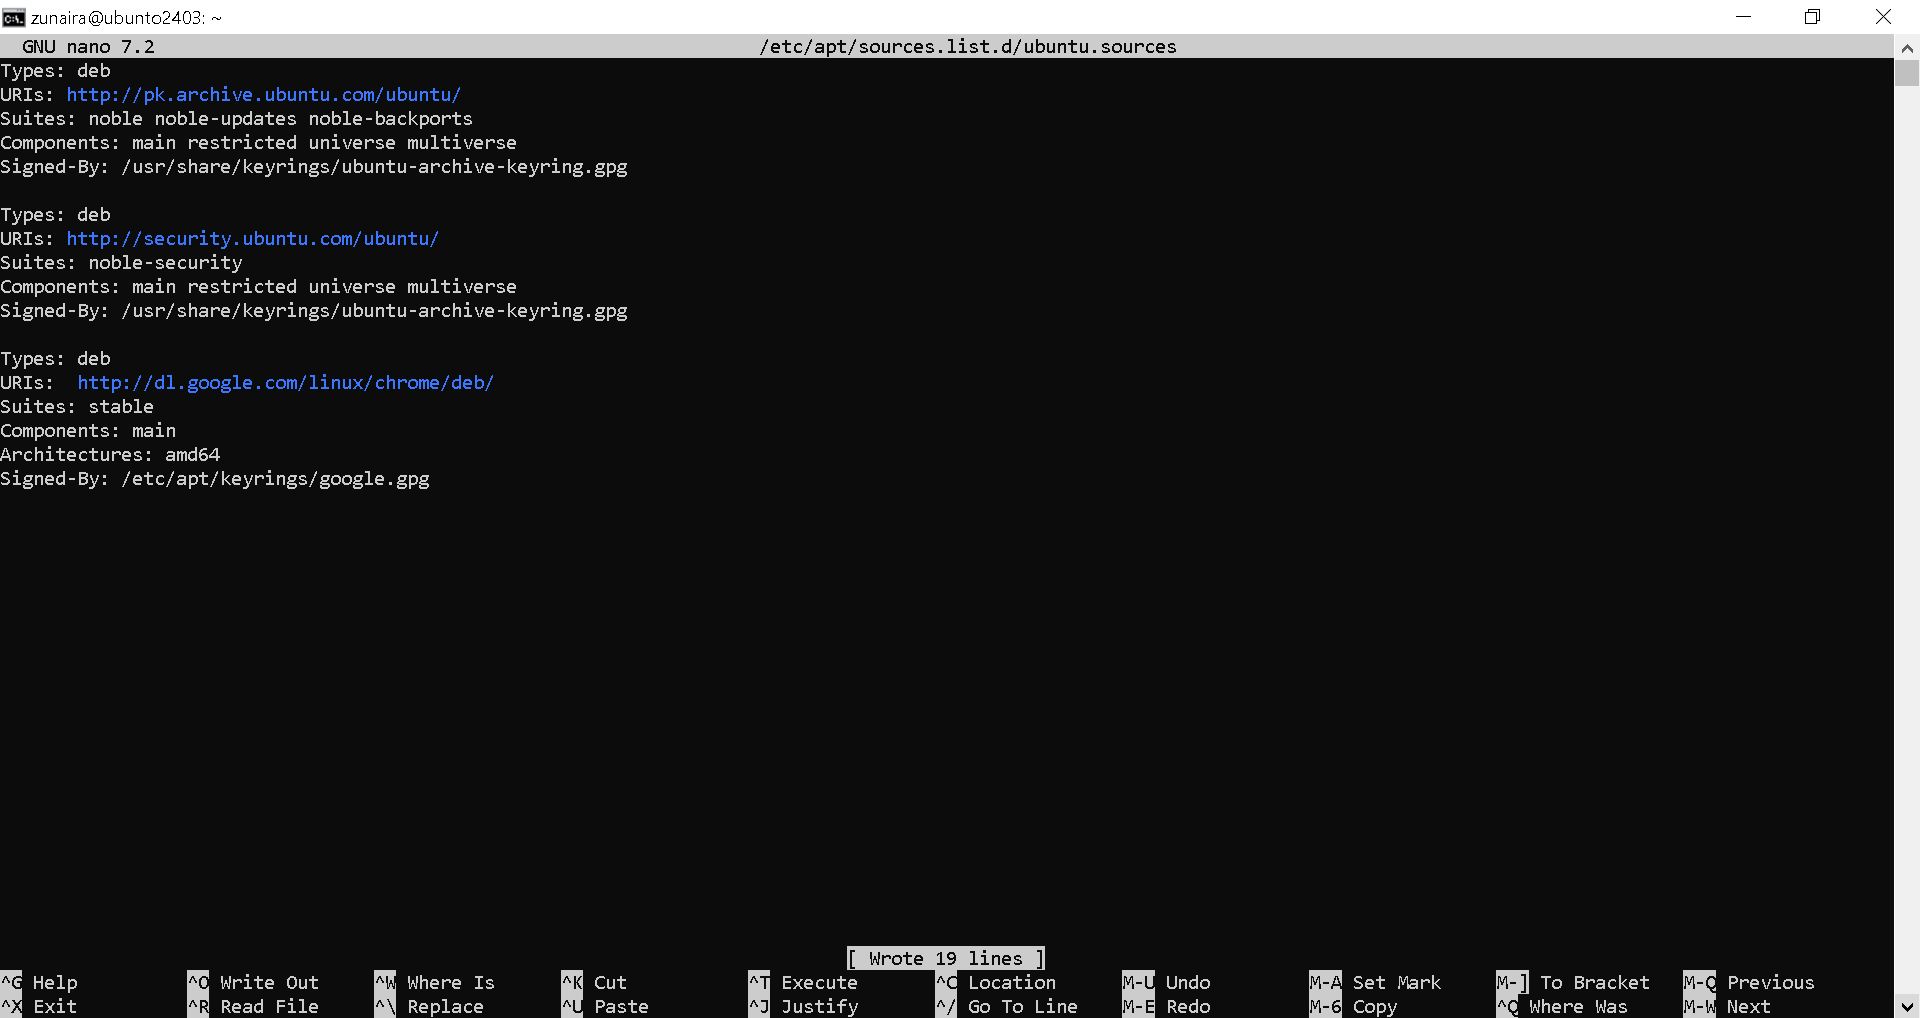 zunaira@ubunto2403: ~
GNU nano 7.2 /etc/apt/sources.list.d/ubuntu.sources
Types: deb
URIs: http://pk.archive.ubuntu.com/ubuntu/
Suites: noble noble-updates noble-backports
Components: main restricted universe multiverse
Signed-By: /usr/share/keyrings/ubuntu-archive-keyring.gpg

Types: deb
URIs: http://security.ubuntu.com/ubuntu/
Suites: noble-security
Components: main restricted universe multiverse
Signed-By: /usr/share/keyrings/ubuntu-archive-keyring.gpg

Types: deb
URIs:  http://dl.google.com/linux/chrome/deb/
Suites: stable
Components: main
Architectures: amd64
Signed-By: /etc/apt/keyrings/google.gpg

[ Wrote 19 lines ]
^G Help ^O Write Out ^W Where Is ^K Cut ^T Execute ^C Location M-U Undo M-A Set Mark M-] To Bracket M-Q Previous
^X Exit ^R Read File ^\ Replace ^U Paste ^J Justify ^/ Go To Line M-E Redo M-6 Copy ^Q Where Was M-W Next